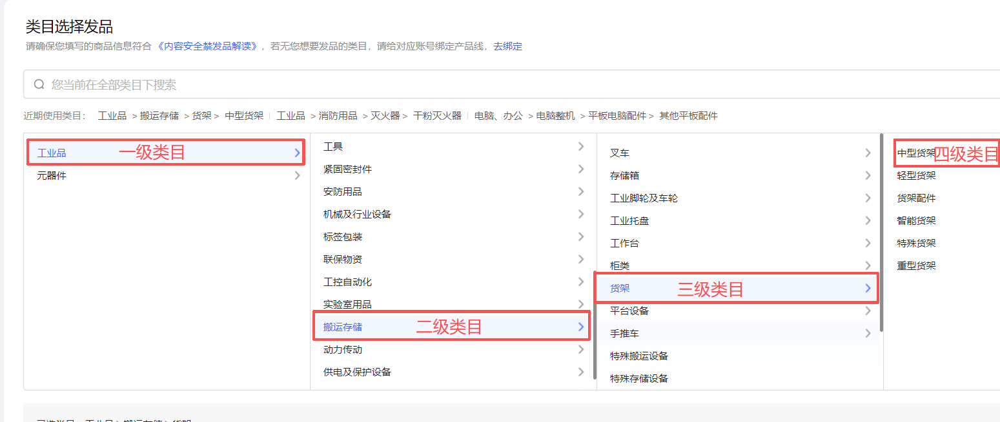 类目选择发品
请确保您填写的商品信息符合 《内容安全禁发品解读》，若无您想要发品的类目，请给对应账号绑定产品线，去绑定
您当前在全部类目下搜索
近期使用类目： 工业品 >搬运存储 >货架> 中型货架 | 工业品 >消防用品 >灭火器> 干粉灭火器 | 电脑、办公 >电脑整机 >平板电脑配件> 其他平板配件
工业品 一级类目
元器件
工具
紧固密封件
安防用品
机械及行业设备
标签包装
联保物资
工控自动化
实验室用品
搬运存储 二级类目
动力传动
供电及保护设备
叉车
存储箱
工业脚轮及车轮
工业托盘
工作台
柜类
货架 三级类目
平台设备
手推车
特殊搬运设备
特殊存储设备
中型货架 四级类目
轻型货架
货架配件
智能货架
特殊货架
重型货架